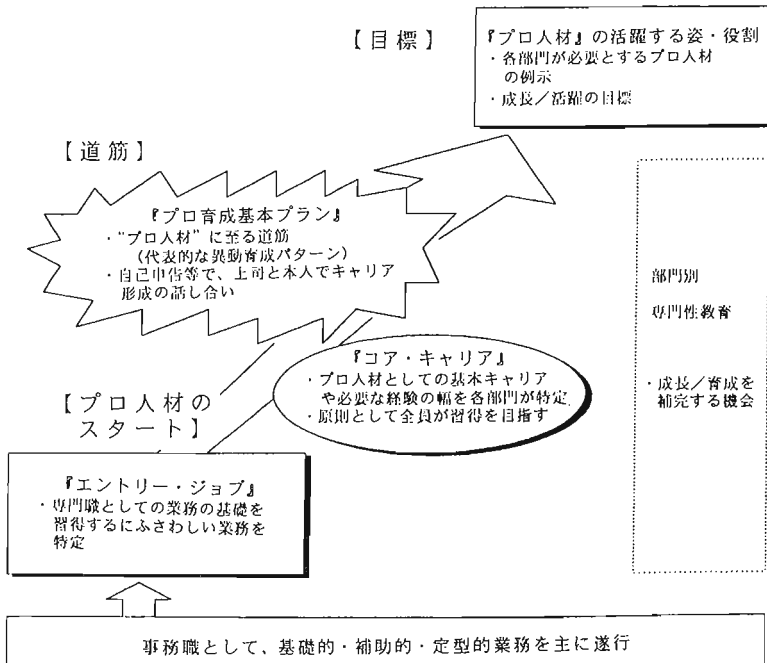 【目標】
『プロ人材』の活躍する姿・役割
・各部門が必要とするプロ人材
の例示
・成長／活躍の目標
【道筋】
『プロ育成基本プラン』
・“プロ人材”に至る道筋
（代表的な異動育成パターン）
・自己申告等で、上司と本人でキャリア
形成の話し合い
部門別
専門性教育
・成長／育成を
補完する機会
『コア・キャリア』
・プロ人材としての基本キャリア
や必要な経験の幅を各部門が特定
・原則として全員が習得を目指す
【プロ人材の
スタート】
『エントリー・ジョブ』
・専門職としての業務の基礎を
習得するにふさわしい業務を
特定
事務職として、基礎的・補助的・定型的業務を主に遂行